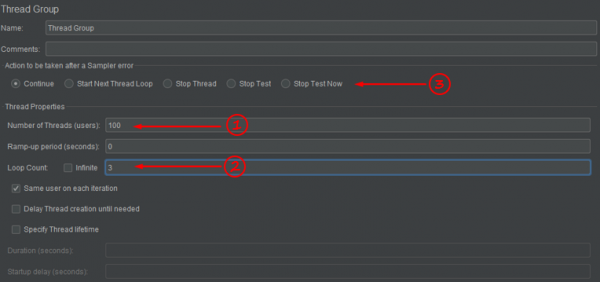 Thread Group
Name: Thread Group
Comments:
Action to be taken after a Sampler error
Continue Start Next Thread Loop Stop Thread Stop Test Stop Test Now ③
Thread Properties
Number of Threads (users): 100 ①
Ramp-up period (seconds): 0
Loop Count: Infinite 3 ②
Same user on each iteration
Delay Thread creation until needed
Specify Thread lifetime
Duration (seconds):
Startup delay (seconds):